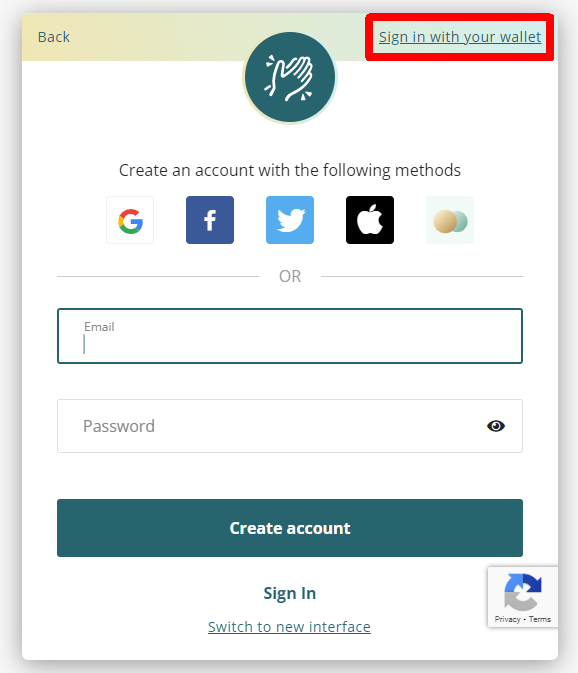 Back
Sign in with your wallet
Create an account with the following methods
OR
Email
Password
Create account
Sign In
Privacy - Terms
Switch to new interface